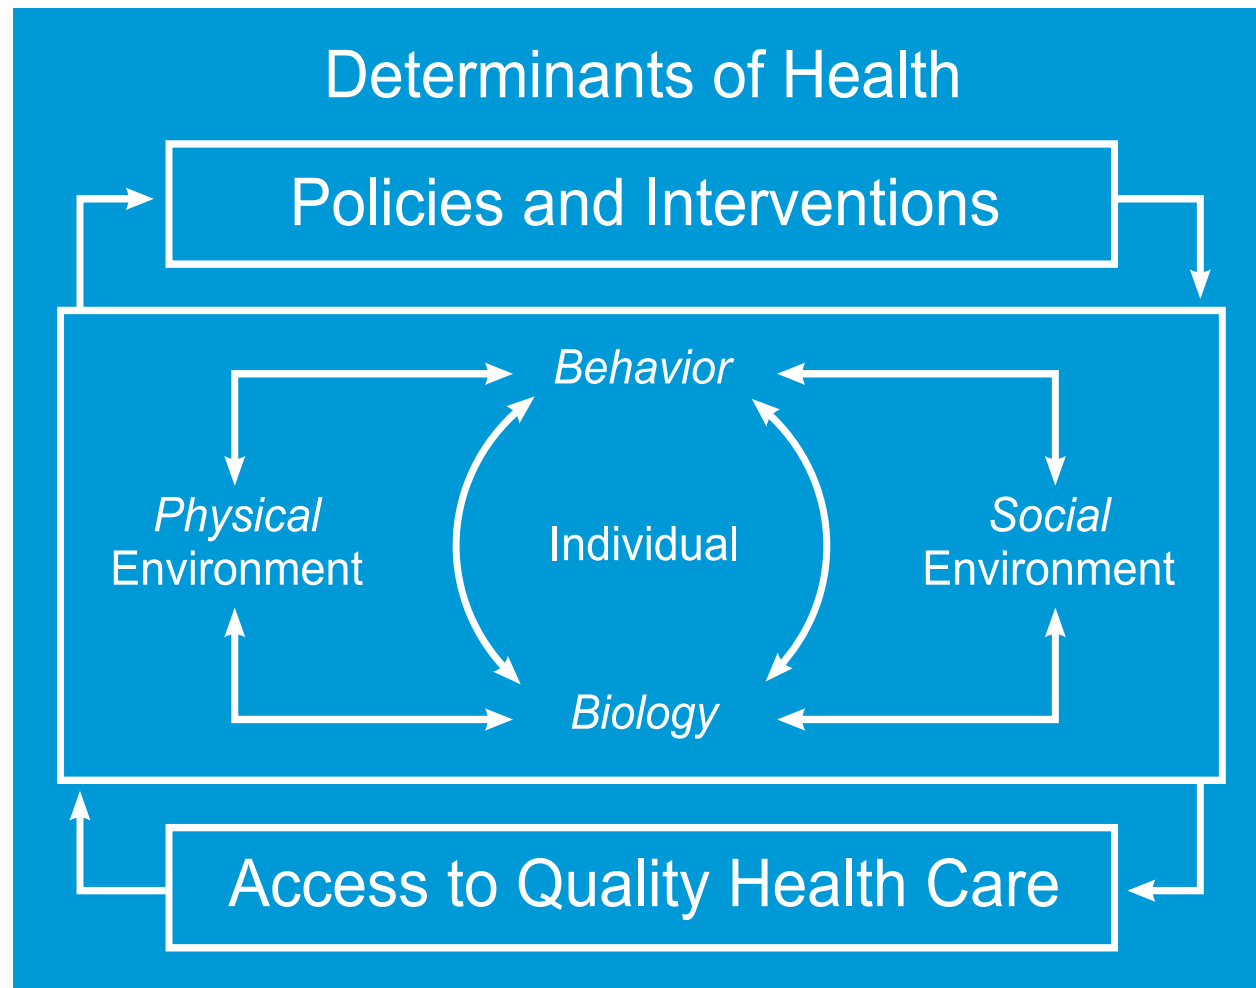 Determinants of Health
Policies and Interventions
Behavior
Physical
Environment
Individual
Social
Environment
Biology
Access to Quality Health Care